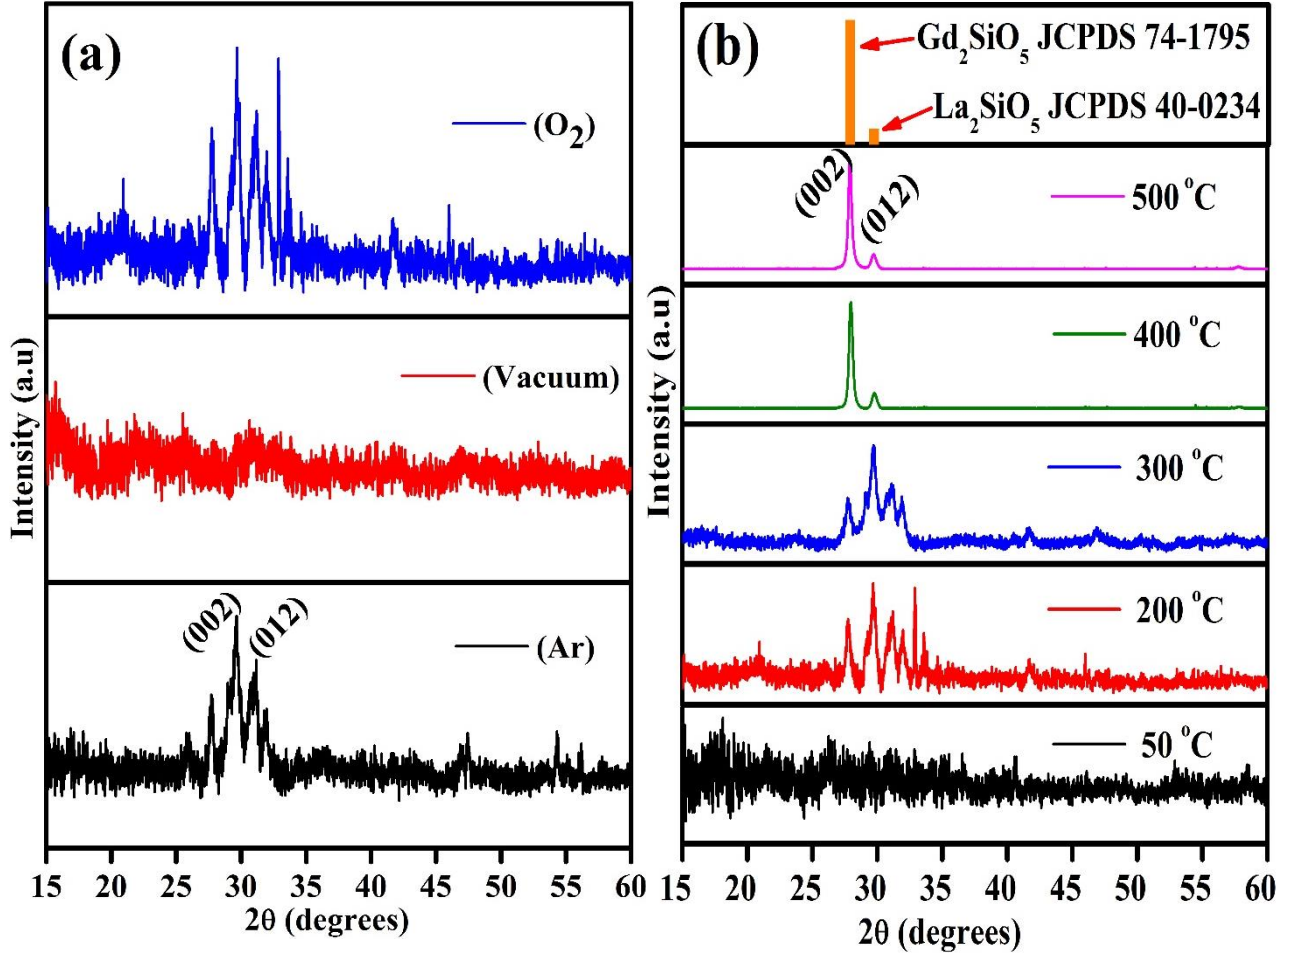 (a)
(O₂)
(Vacuum)
(002)
(012)
(Ar)
Intensity (a.u)
15 20 25 30 35 40 45 50 55 60
2θ (degrees)
(b)
Gd₂SiO₅ JCPDS 74-1795
La₂SiO₅ JCPDS 40-0234
(002)
(012)
500 °C
400 °C
300 °C
200 °C
50 °C
Intensity (a.u)
15 20 25 30 35 40 45 50 55 60
2θ (degrees)